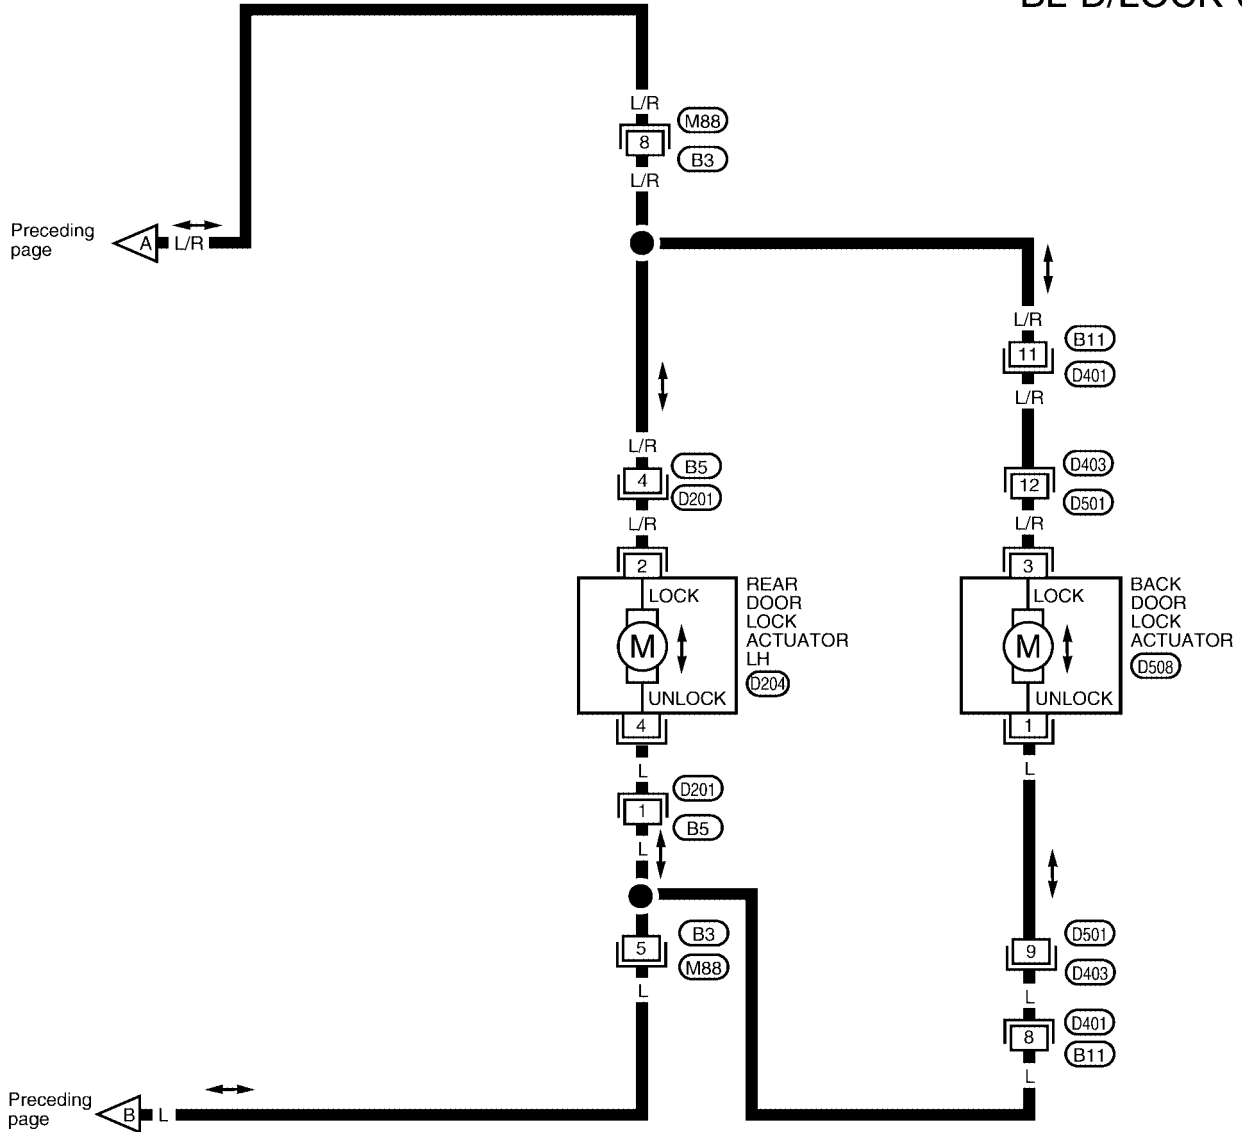 BE-D/LOCK
L/R
M88
8
B3
L/R
Preceding
page
A
L/R
L/R
B11
11
D401
L/R
L/R
B5
4
D201
L/R
D403
12
D501
L/R
2
3
LOCK
M
UNLOCK
REAR
DOOR
LOCK
ACTUATOR
LH
D204
LOCK
M
UNLOCK
BACK
DOOR
LOCK
ACTUATOR
D508
4
1
L
L
D201
1
B5
L
B3
5
M88
L
D501
9
D403
L
D401
8
B11
L
Preceding
page
B
L